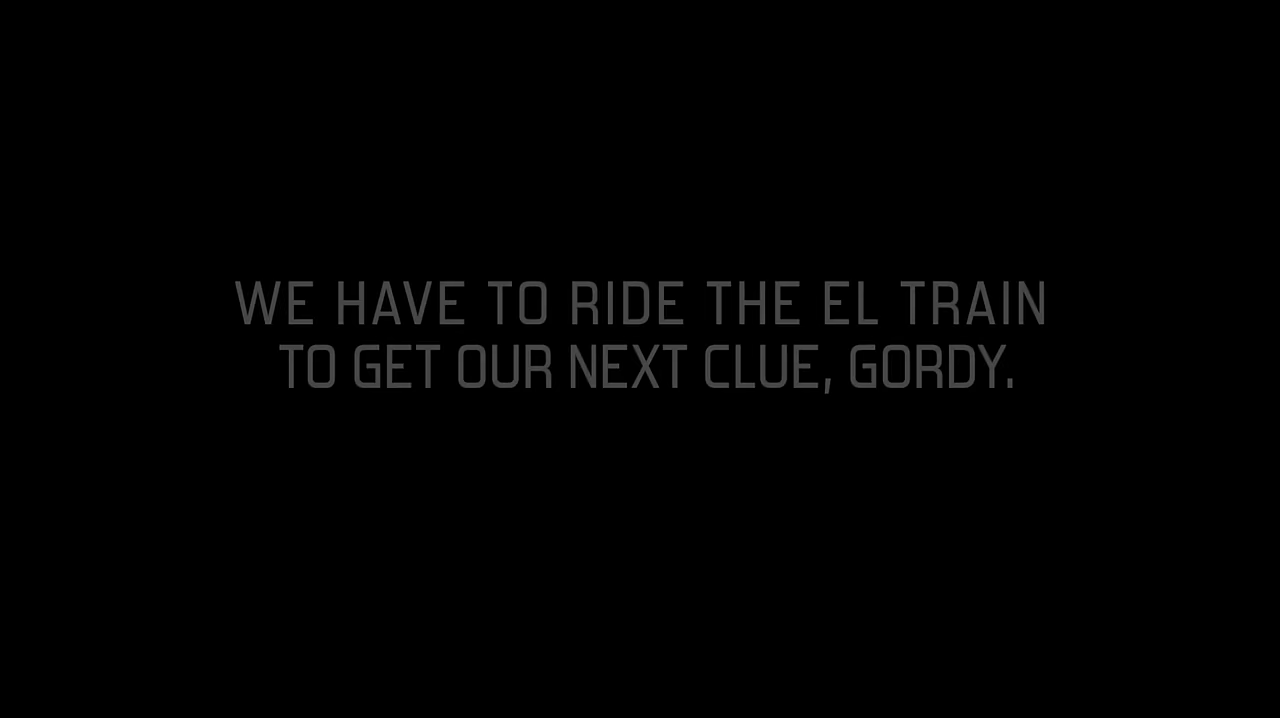 WE HAVE TO RIDE THE EL TRAIN
TO GET OUR NEXT CLUE, GORDY.